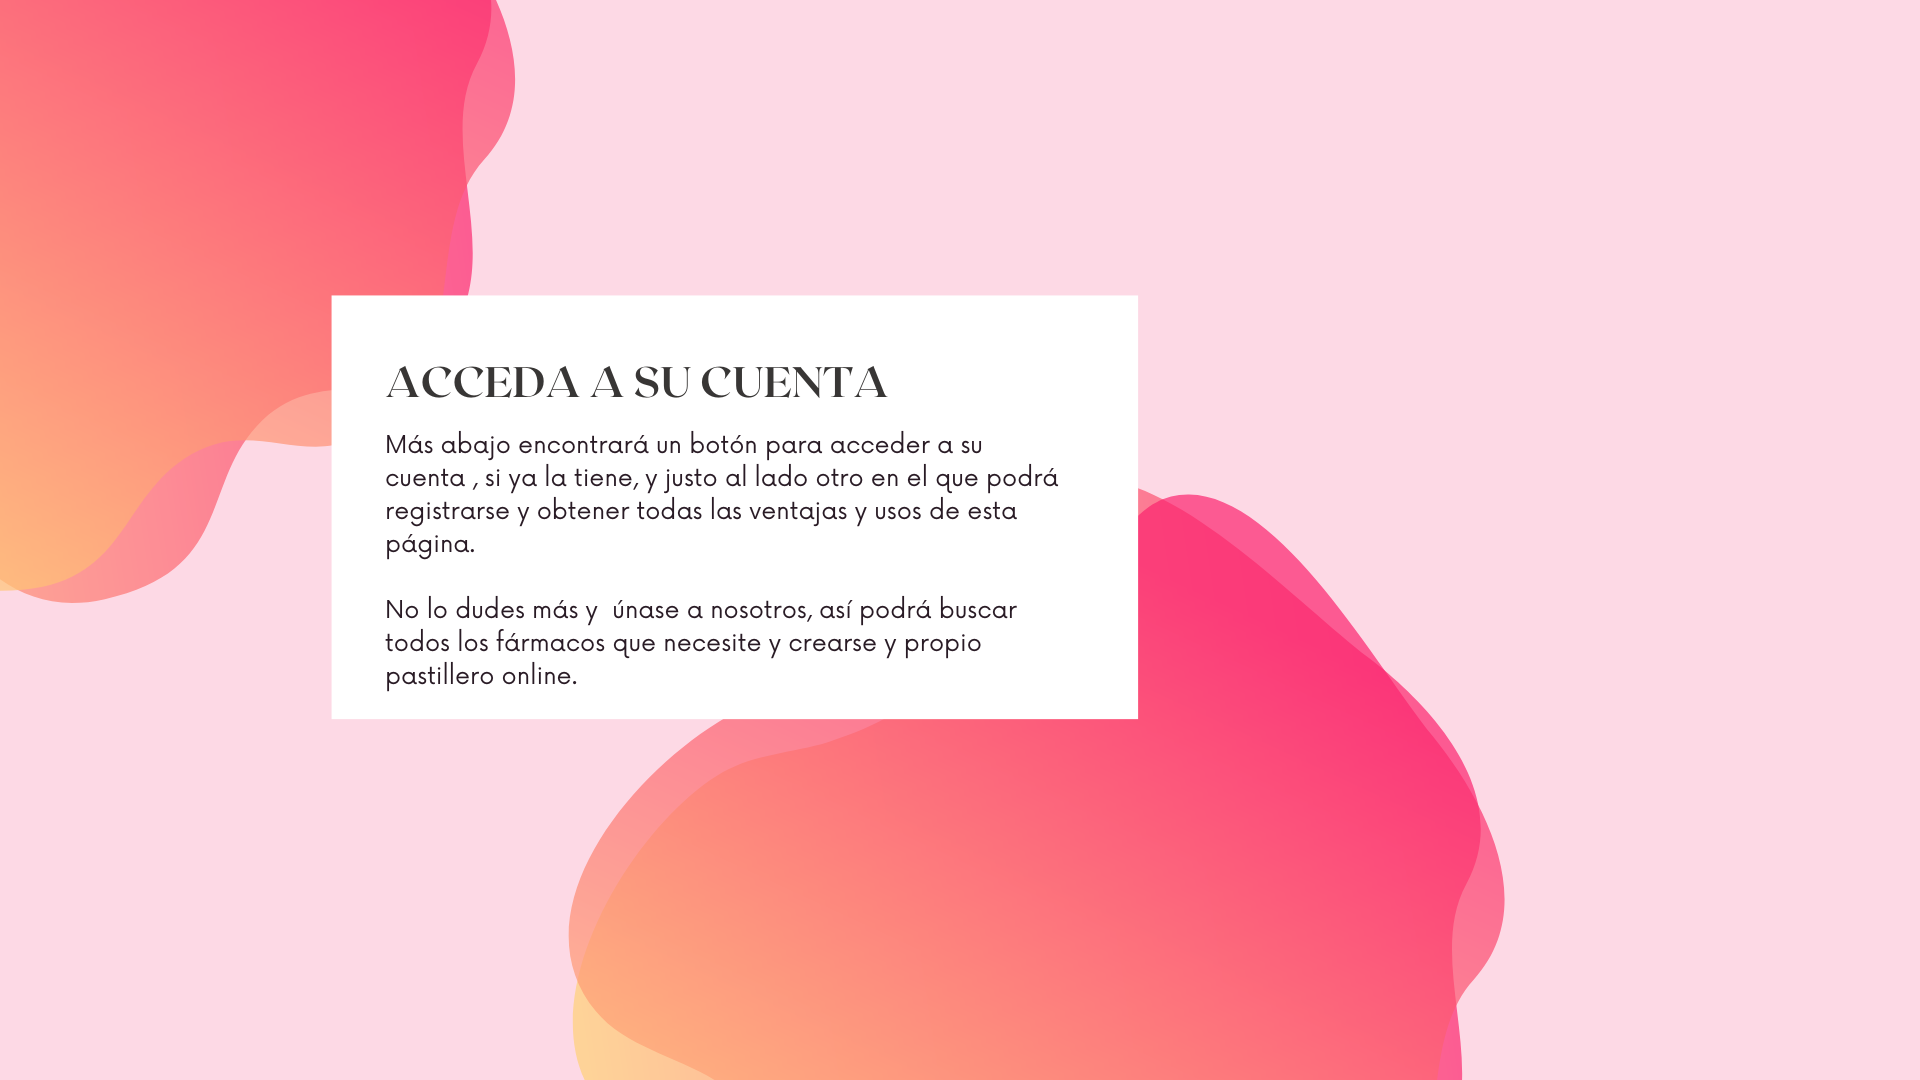 ACCEDA A SU CUENTA
Más abajo encontrará un botón para acceder a su
cuenta , si ya la tiene, y justo al lado otro en el que podrá
registrarse y obtener todas las ventajas y usos de esta
página.
No lo dudes más y  únase a nosotros, así podrá buscar
todos los fármacos que necesite y crearse y propio
pastillero online.